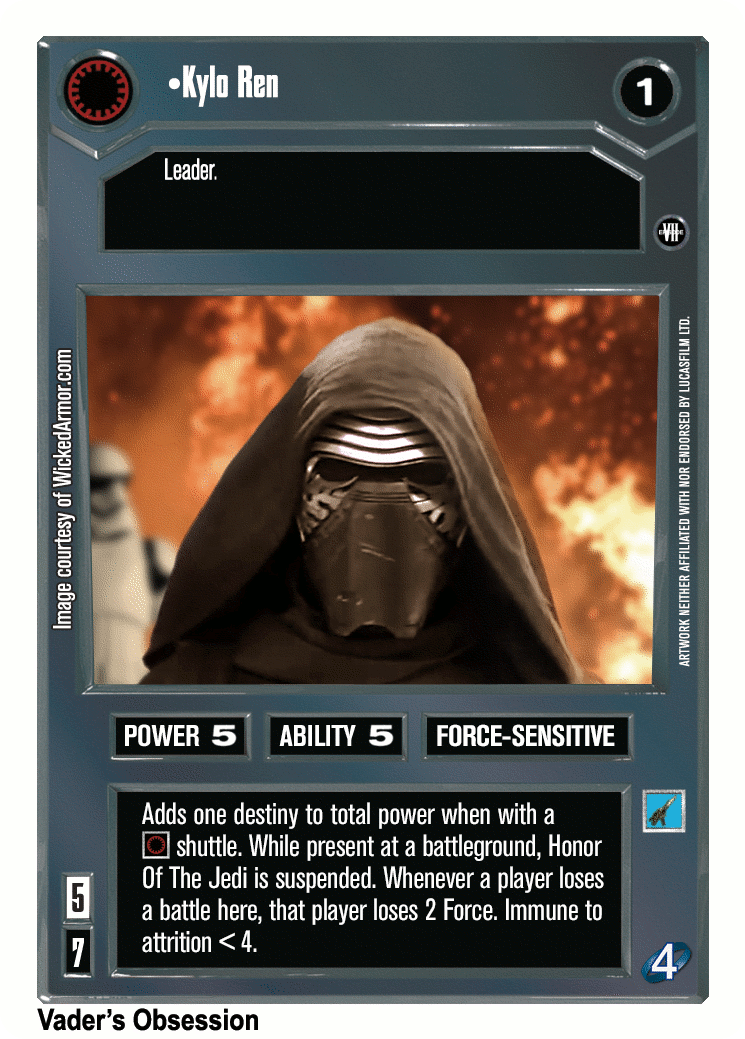 •Kylo Ren
1
Leader.
EPISODE VII
Image courtesy of WickedArmor.com
ARTWORK NEITHER AFFILIATED WITH NOR ENDORSED BY LUCASFILM LTD.
POWER 5
ABILITY 5
FORCE-SENSITIVE
Adds one destiny to total power when with a
shuttle. While present at a battleground, Honor
Of The Jedi is suspended. Whenever a player loses
a battle here, that player loses 2 Force. Immune to
attrition < 4.
5
7
4
Vader's Obsession